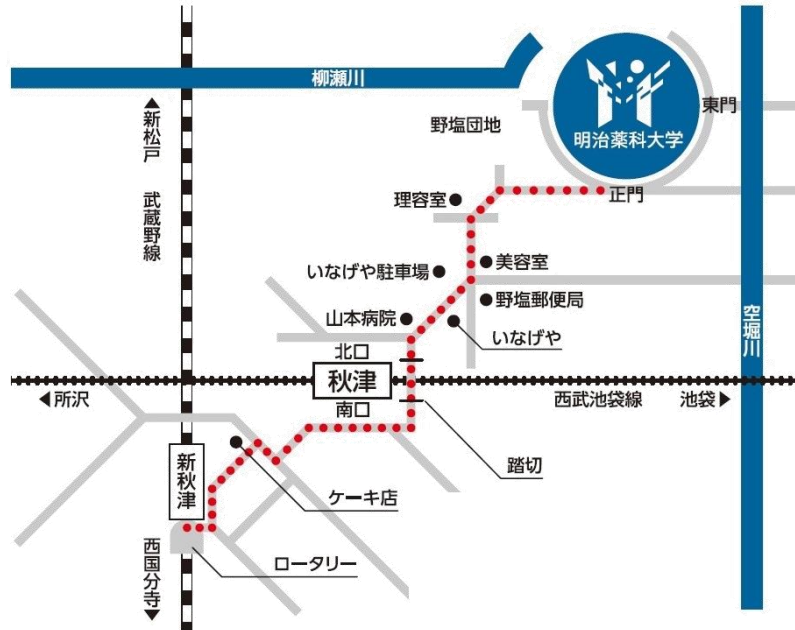 柳瀬川
明治薬科大学
東門
▲新松戸
武蔵野線
野塩団地
理容室
正門
いなげや駐車場
美容室
野塩郵便局
山本病院
いなげや
空堀川
北口
秋津
◀所沢
南口
西武池袋線
池袋▶
新秋津
踏切
ケーキ店
ロータリー
西国分寺▼